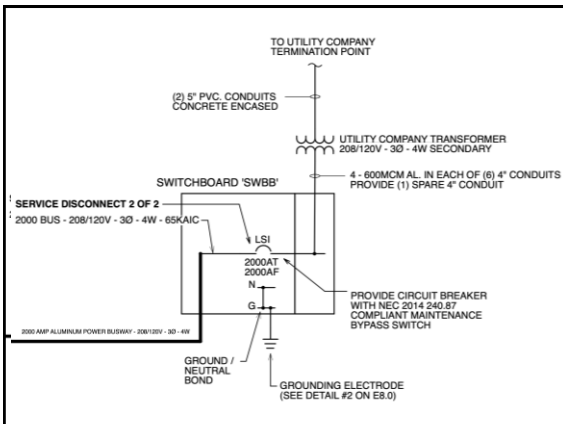 TO UTILITY COMPANY
TERMINATION POINT
(2) 5" PVC. CONDUITS
CONCRETE ENCASED
UTILITY COMPANY TRANSFORMER
208/120V - 3Ø - 4W SECONDARY
4 - 600MCM AL. IN EACH OF (6) 4" CONDUITS
PROVIDE (1) SPARE 4" CONDUIT
SWITCHBOARD 'SWBB'
SERVICE DISCONNECT 2 OF 2
2000 BUS - 208/120V - 3Ø - 4W - 65KAIC
LSI
2000AT
2000AF
N
G
PROVIDE CIRCUIT BREAKER
WITH NEC 2014 240.87
COMPLIANT MAINTENANCE
BYPASS SWITCH
2000 AMP ALUMINUM POWER BUSWAY - 208/120V - 3Ø - 4W
GROUND /
NEUTRAL
BOND
GROUNDING ELECTRODE
(SEE DETAIL #2 ON E8.0)